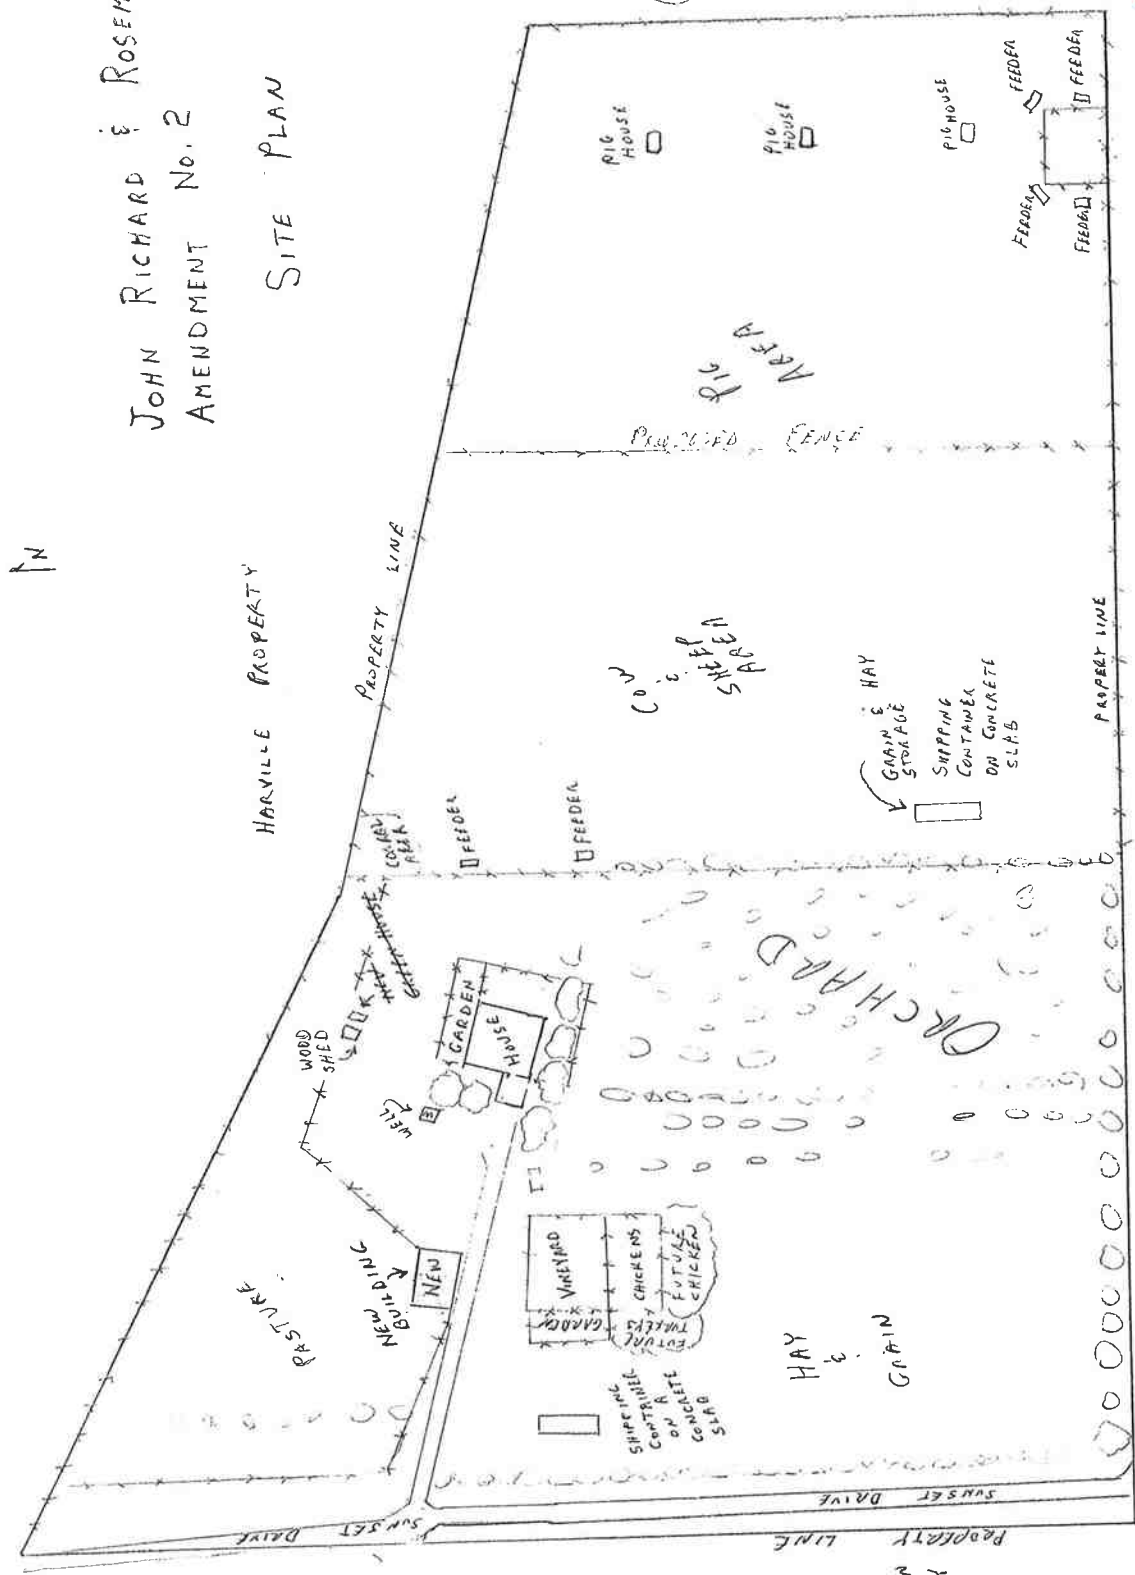 JOHN RICHARD & ROSEM
AMENDMENT No. 2
SITE PLAN
N
HARVILLE PROPERTY
PROPERTY LINE
PIG
HOUSE
PIG
HOUSE
PIG HOUSE
FEEDER
FEEDER
FEEDER
FEEDER
PIG
AREA
PROPOSED FENCE
COW
&
SHEEP
AREA
GRAIN & HAY
STORAGE
SHIPPING
CONTAINER
ON CONCRETE
SLAB
PROPERTY LINE
CORRAL
AREA
FEEDER
FEEDER
GREEN HOUSE
WOOD
SHED
GARDEN
HOUSE
WELL
ORCHARD
PASTURE
NEW
BUILDING
NEW
VINEYARD
GARDEN
CHICKENS
FUTURE
CHICKEN
FUTURE
TURKEYS
SHIPPING
CONTAINER
ON A
CONCRETE
SLAB
HAY
&
GRAIN
SUNSET DRIVE
SUNSET DRIVE
PROPERTY LINE